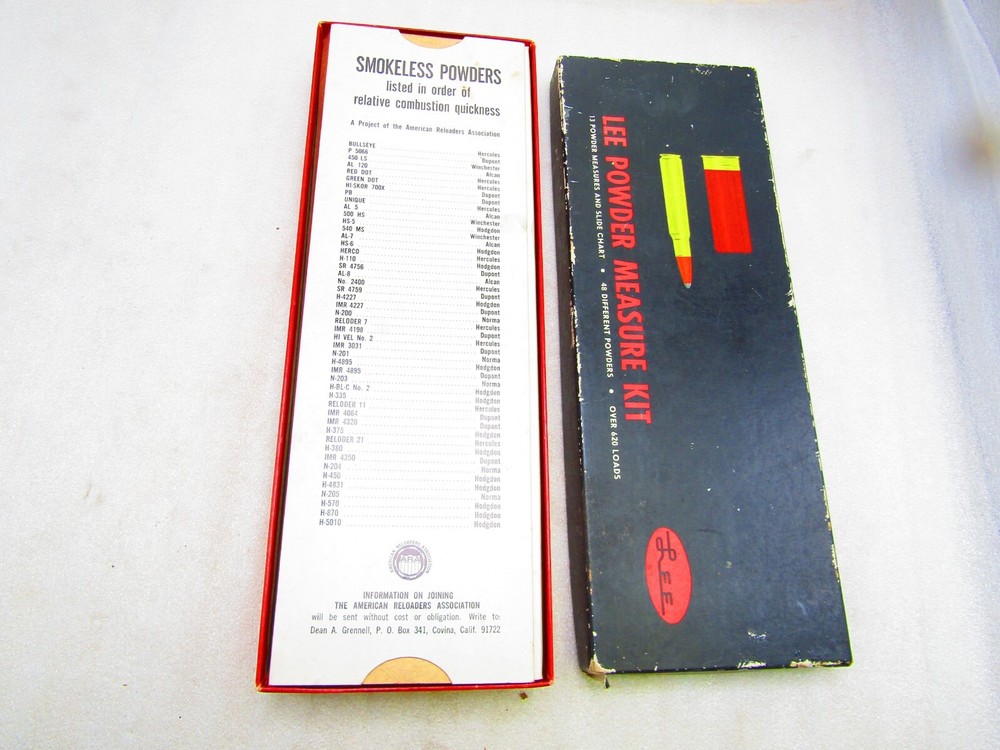 SMOKELESS POWDERS
listed in order of
relative combustion quickness
A Project of the American Reloaders Association
BULLSEYE Hercules
P 5066 Dupont
450 LS Winchester
AL 120 Alcan
RED DOT Hercules
GREEN DOT Hercules
HI-SKOR 700X Dupont
PB Dupont
UNIQUE Hercules
AL 5 Alcan
500 HS Winchester
HS-5 Hodgdon
540 MS Winchester
AL-7 Alcan
HS-6 Hodgdon
HERCO Hercules
H-110 Hodgdon
SR 4756 Dupont
AL-8 Alcan
No. 2400 Hercules
SR 4759 Dupont
H-4227 Hodgdon
IMR 4227 Dupont
N-200 Norma
RELODER 7 Hercules
IMR 4198 Dupont
HI VEL No. 2 Hercules
IMR 3031 Dupont
N-201 Norma
H-4895 Hodgdon
IMR 4895 Dupont
N-203 Norma
H-BL-C No. 2 Hodgdon
H-335 Hodgdon
RELODER 11 Hercules
IMR 4064 Dupont
IMR 4320 Dupont
H-375 Hodgdon
RELODER 21 Hercules
H-380 Hodgdon
IMR 4350 Dupont
N-204 Norma
H-450 Hodgdon
H-4831 Hodgdon
N-205 Norma
H-570 Hodgdon
H-870 Hodgdon
H-5010 Hodgdon
AMERICAN RELOADERS ASSOCIATION
ARA
INFORMATION ON JOINING
THE AMERICAN RELOADERS ASSOCIATION
will be sent without cost or obligation. Write to:
Dean A. Grennell, P. O. Box 341, Covina, Calif. 91722
LEE POWDER MEASURE KIT
13 POWDER MEASURES AND SLIDE CHART • 48 DIFFERENT POWDERS • OVER 620 LOADS
LEE